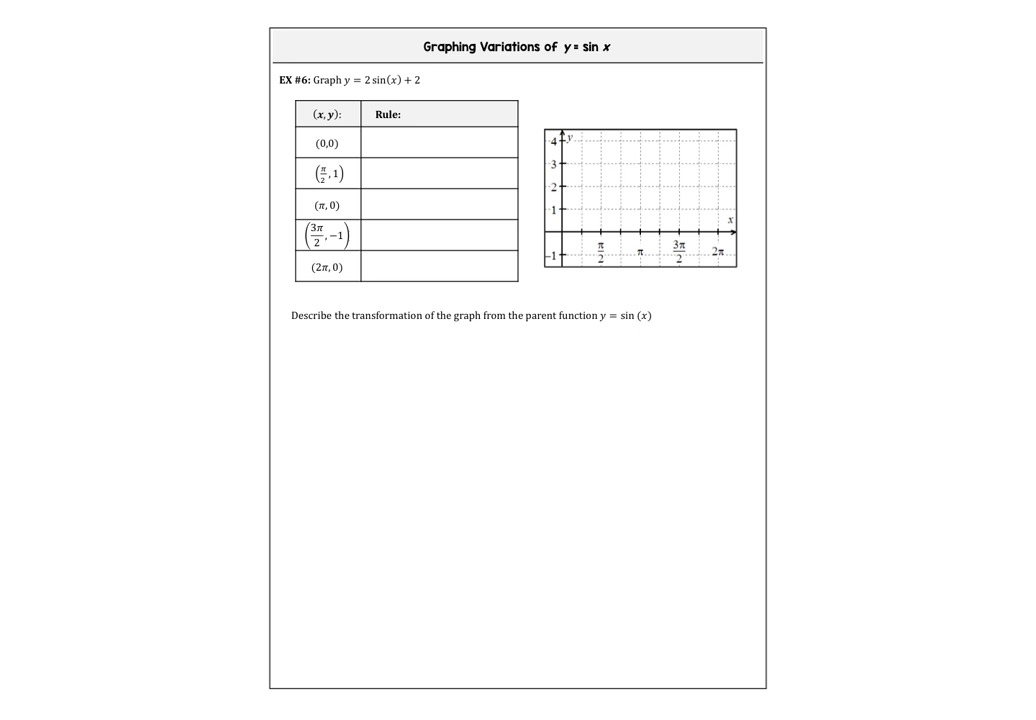 Graphing Variations of y = sin x
EX #6: Graph y = 2 sin(x) + 2
(x, y): Rule:
(0,0)
(π/2, 1)
(π, 0)
(3π/2, −1)
(2π, 0)
y
4
3
2
1
x
−1
π/2 π 3π/2 2π
Describe the transformation of the graph from the parent function y = sin (x)